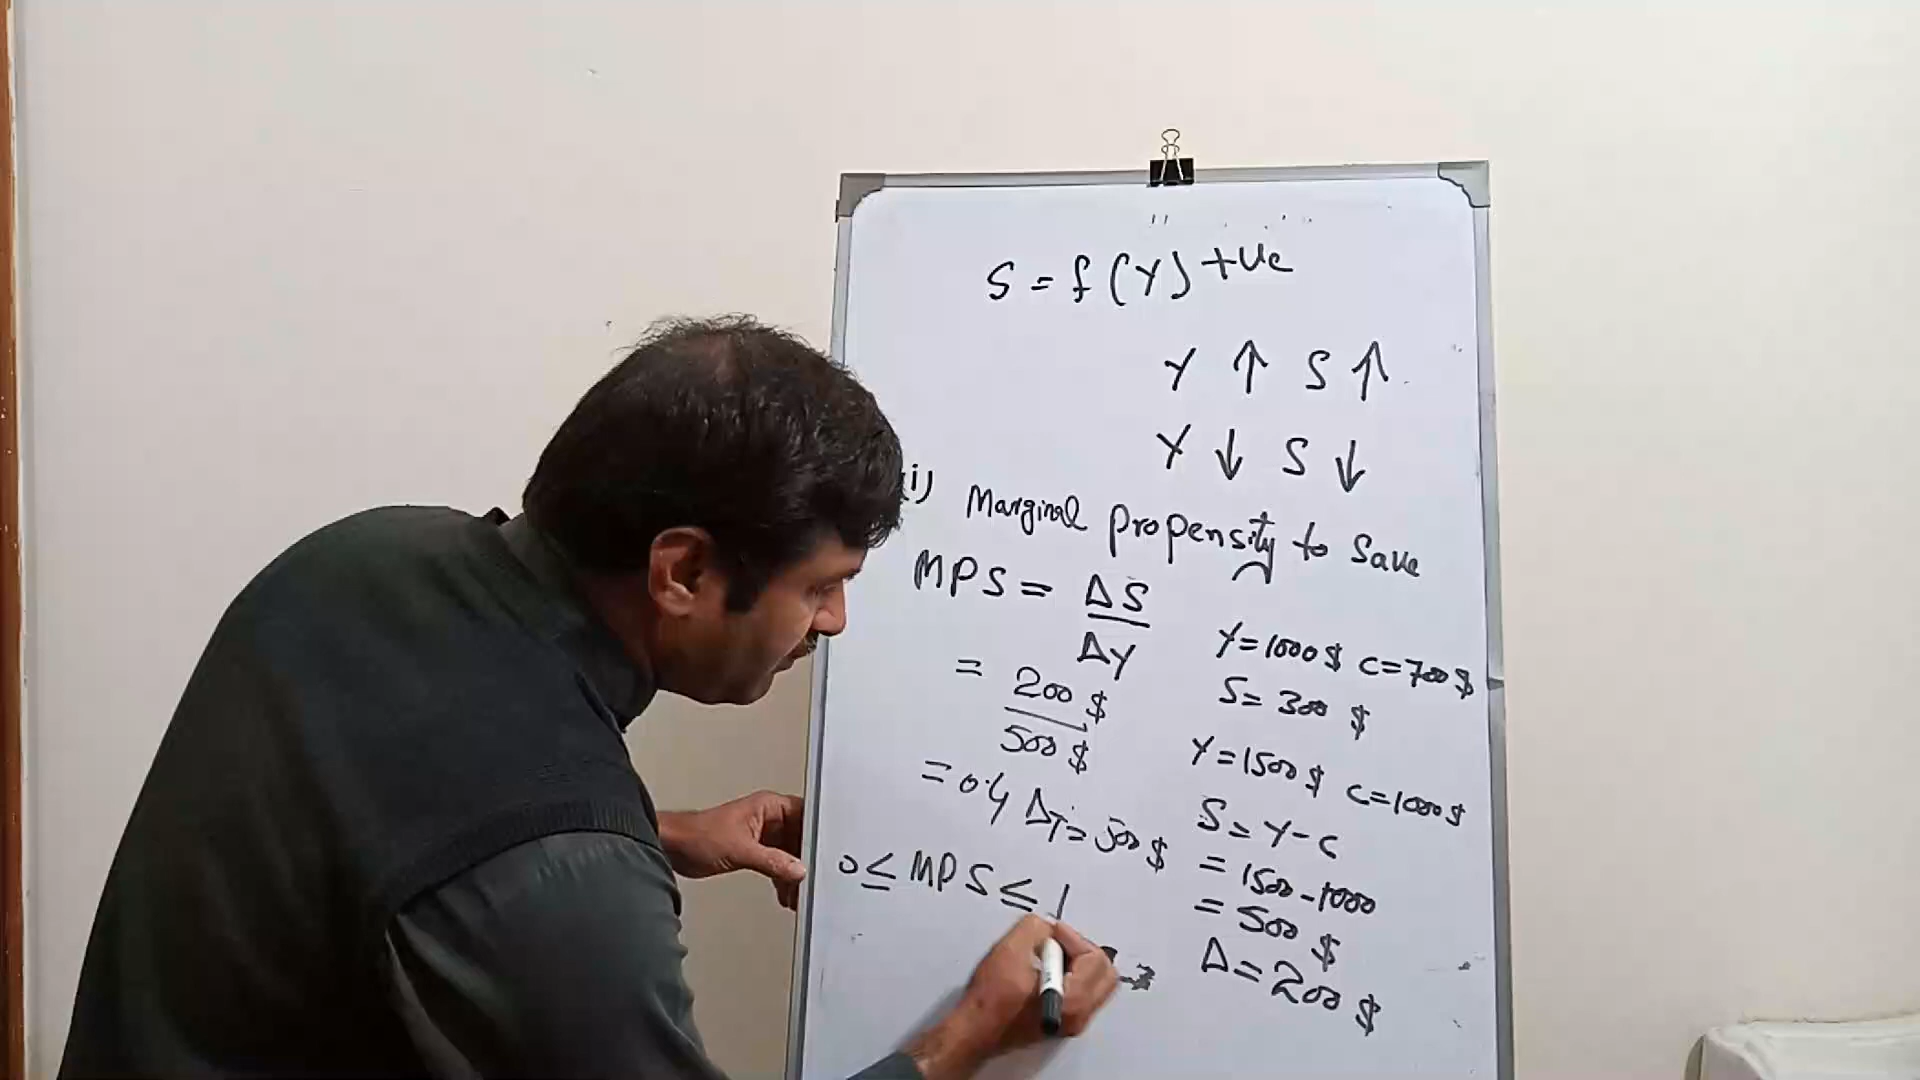 S = f (Y) +ve
Y ↑ S ↑
Y ↓ S ↓
i) Marginal propensity to Save
MPS = ΔS / ΔY
= 200 $ / 500 $
= 0.4
ΔY = 500 $
0 ≤ MPS ≤ 1
Y = 1000 $ C = 700 $
S = 300 $
Y = 1500 $ C = 1000 $
S = Y - C
= 1500 - 1000
= 500 $
Δ = 200 $